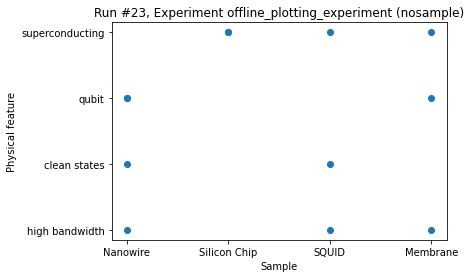 Run #23, Experiment offline_plotting_experiment (nosample)
superconducting
qubit
clean states
high bandwidth
Physical feature
Nanowire Silicon Chip SQUID Membrane
Sample